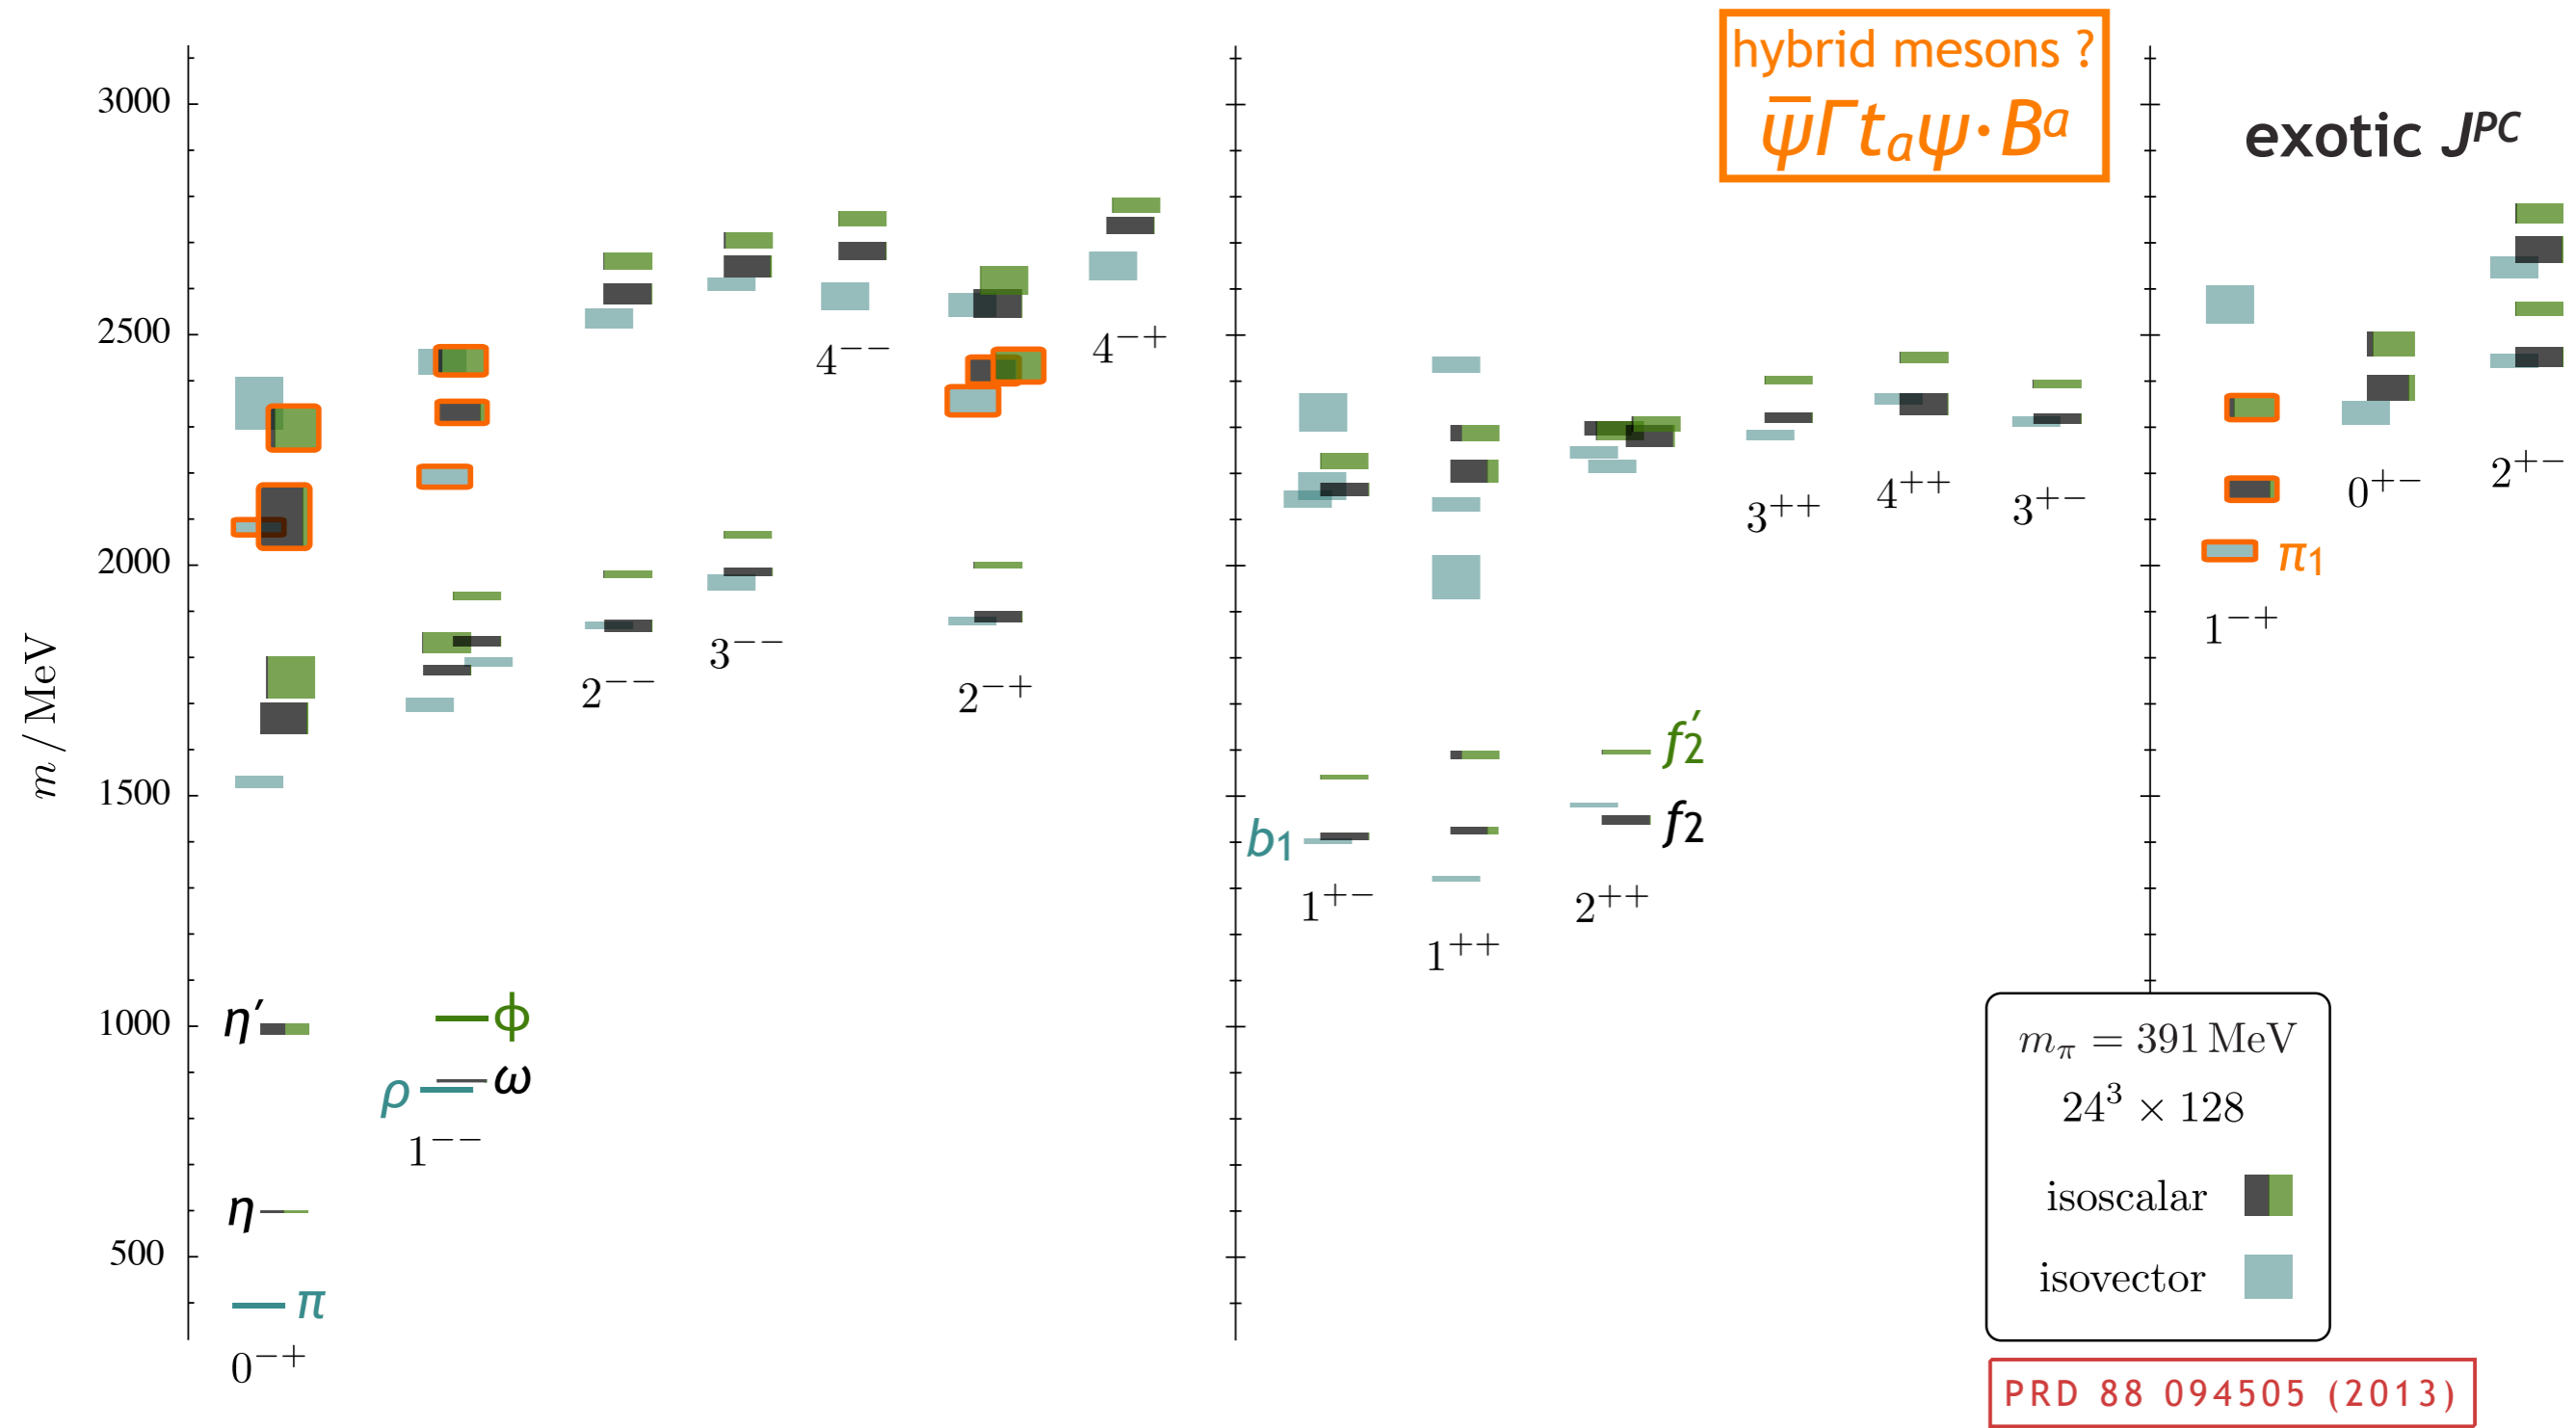 hybrid mesons ?
ψ̄Γtₐψ·Bᵃ
exotic Jᴾᶜ
m / MeV
3000
2500
2000
1500
1000
500
4⁻⁻
4⁻⁺
2⁻⁻
3⁻⁻
2⁻⁺
η′
ϕ
ω
ρ
1⁻⁻
η
π
0⁻⁺
3⁺⁺
4⁺⁺
3⁺⁻
f₂′
f₂
b₁
1⁺⁻
1⁺⁺
2⁺⁺
2⁺⁻
0⁺⁻
π₁
1⁻⁺
m_π = 391 MeV
24³ × 128
isoscalar
isovector
PRD 88 094505 (2013)